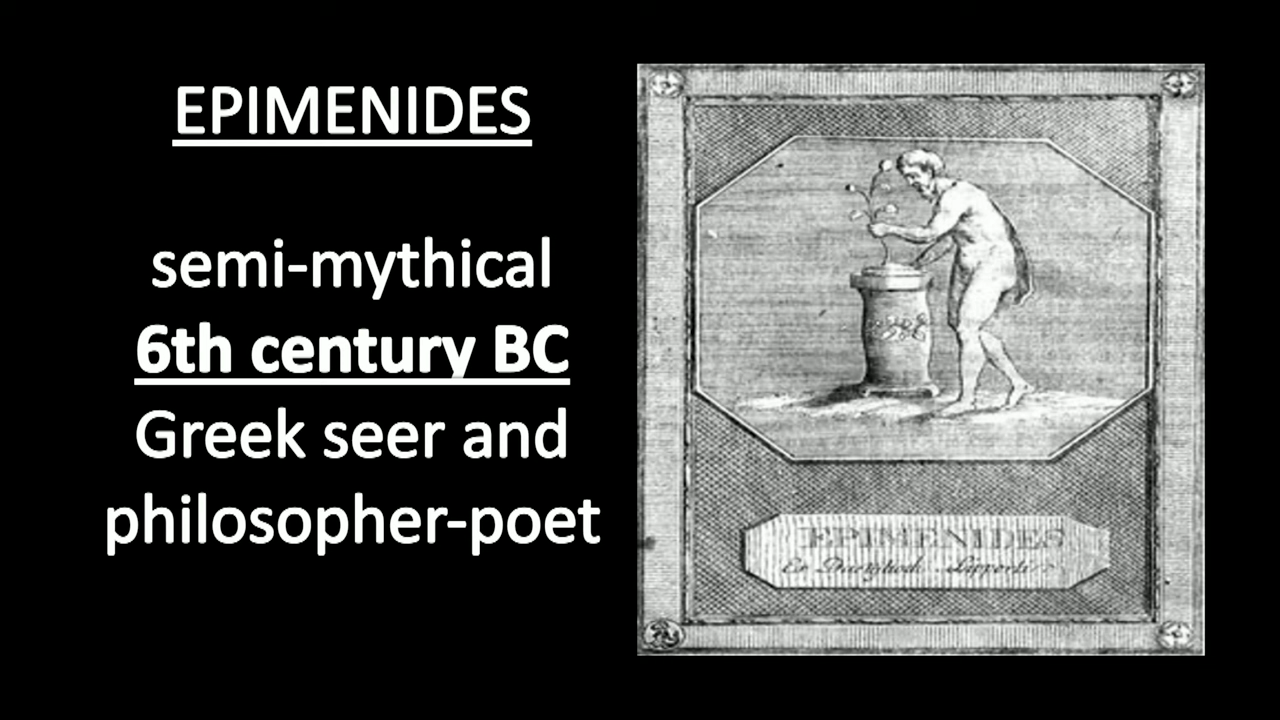 EPIMENIDES
semi-mythical
6th century BC
Greek seer and
philosopher-poet
EPIMENIDES